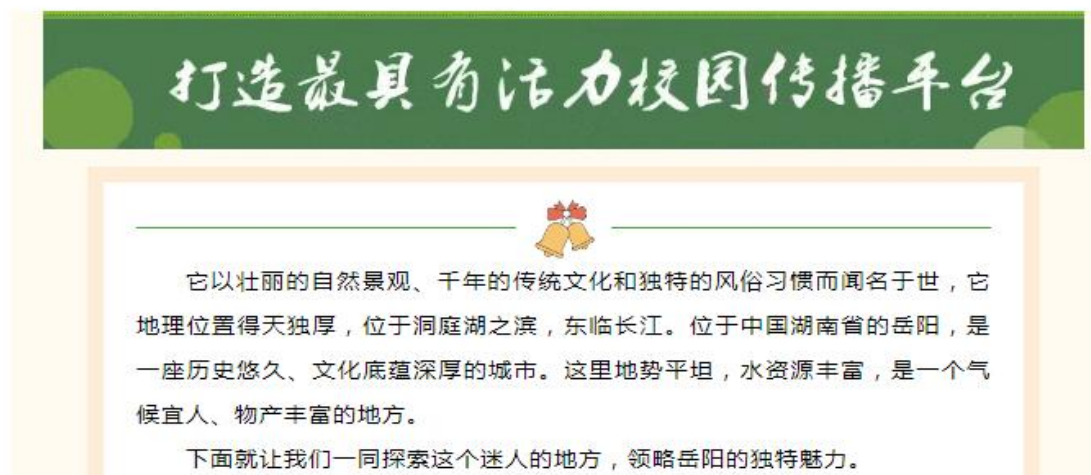 打造最具有活力校园传播平台
它以壮丽的自然景观、千年的传统文化和独特的风俗习惯而闻名于世，它
地理位置得天独厚，位于洞庭湖之滨，东临长江。位于中国湖南省的岳阳，是
一座历史悠久、文化底蕴深厚的城市。这里地势平坦，水资源丰富，是一个气
候宜人、物产丰富的地方。
下面就让我们一同探索这个迷人的地方，领略岳阳的独特魅力。